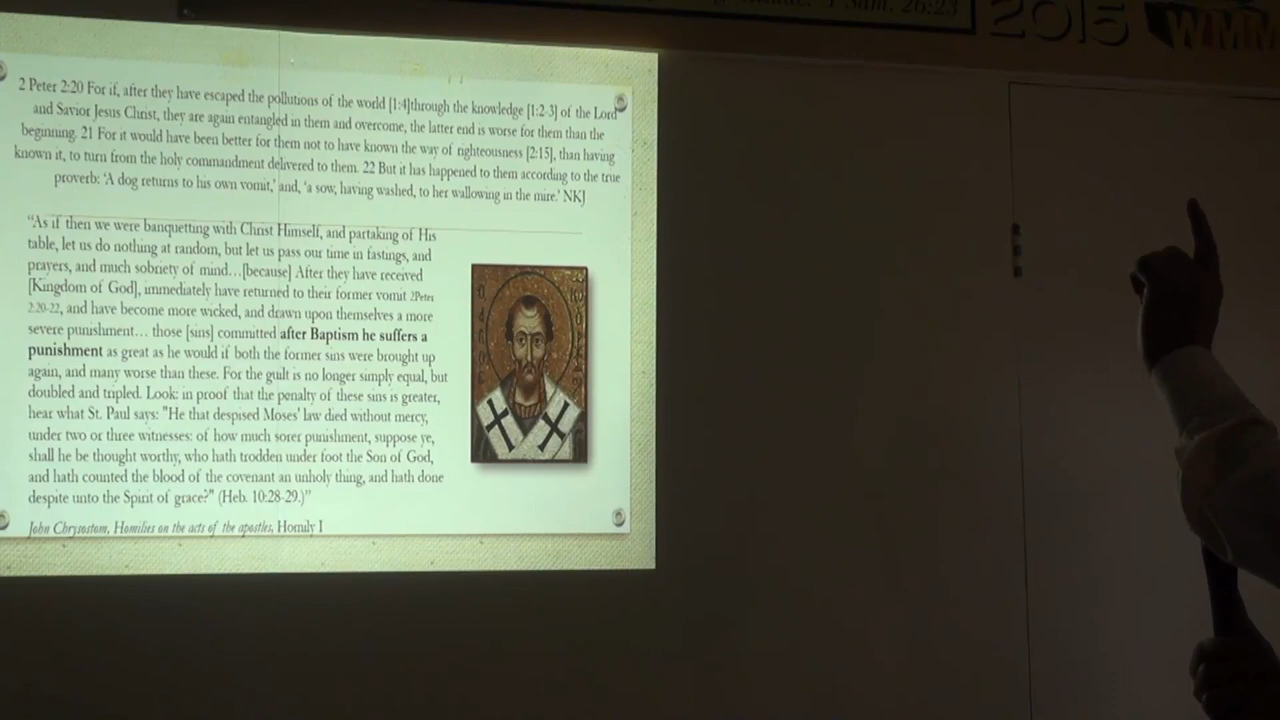 1 Sam. 26:23
2015
WMM
2 Peter 2:20 For if, after they have escaped the pollutions of the world [1:4]through the knowledge [1:2-3] of the Lord
and Savior Jesus Christ, they are again entangled in them and overcome, the latter end is worse for them than the
beginning. 21 For it would have been better for them not to have known the way of righteousness [2:15], than having
known it, to turn from the holy commandment delivered to them. 22 But it has happened to them according to the true
proverb: 'A dog returns to his own vomit,' and, 'a sow, having washed, to her wallowing in the mire.' NKJ
"As if then we were banquetting with Christ Himself, and partaking of His
table, let us do nothing at random, but let us pass our time in fastings, and
prayers, and much sobriety of mind…[because] After they have received
[Kingdom of God], immediately have returned to their former vomit 2Peter
2:20-22, and have become more wicked, and drawn upon themselves a more
severe punishment… those [sins] committed after Baptism he suffers a
punishment as great as he would if both the former sins were brought up
again, and many worse than these. For the guilt is no longer simply equal, but
doubled and tripled. Look: in proof that the penalty of these sins is greater,
hear what St. Paul says: "He that despised Moses' law died without mercy,
under two or three witnesses: of how much sorer punishment, suppose ye,
shall he be thought worthy, who hath trodden under foot the Son of God,
and hath counted the blood of the covenant an unholy thing, and hath done
despite unto the Spirit of grace?" (Heb. 10:28-29.)"
John Chrysostom, Homilies on the acts of the apostles, Homily I